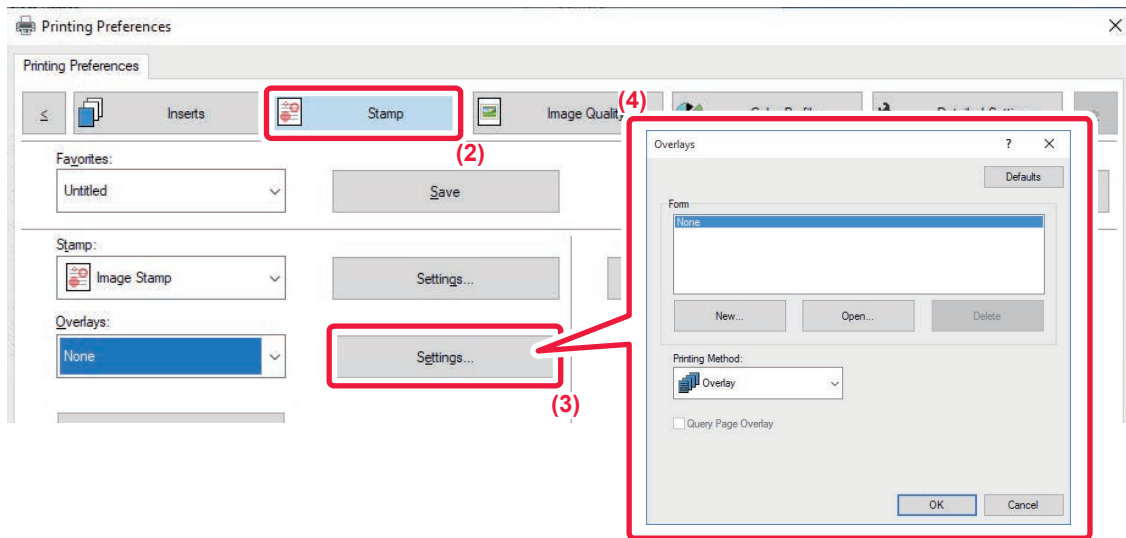 Printing Preferences
Printing Preferences
≤ Inserts Stamp Image Quality
(2)
(4)
Favorites:
Untitled
Save
Stamp:
Image Stamp
Settings...
Overlays:
None
Settings...
(3)
Overlays ? X
Defaults
Form
None
New... Open... Delete
Printing Method:
Overlay
Query Page Overlay
OK Cancel